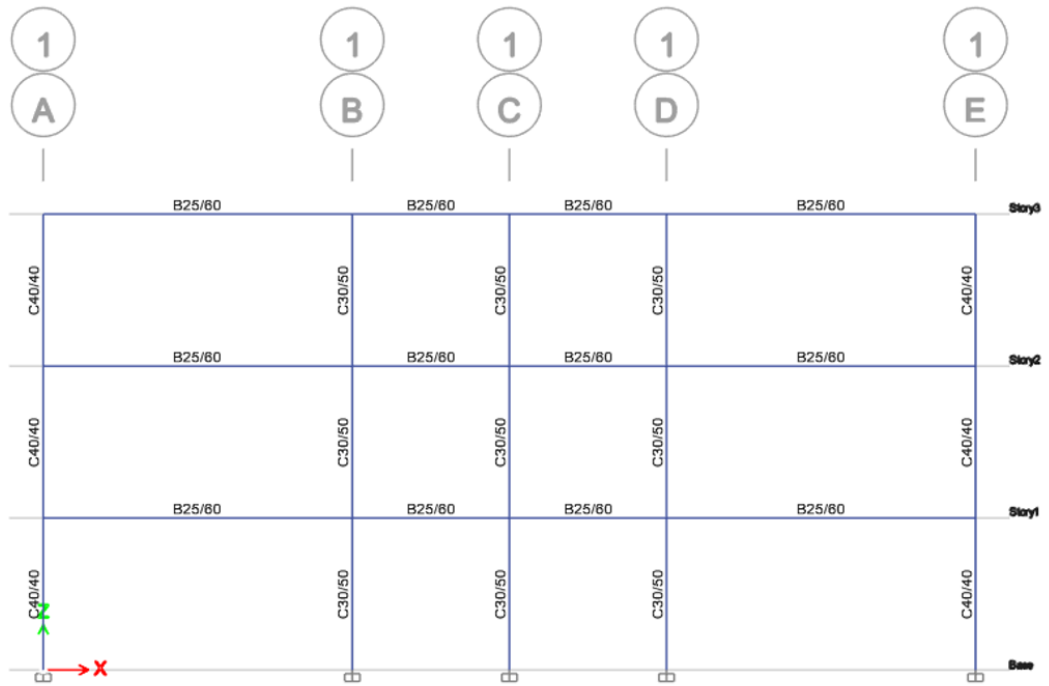 1 1 1 1 1
A B C D E
B25/60 B25/60 B25/60 B25/60 Story3
C40/40 C30/50 C30/50 C30/50 C40/40
B25/60 B25/60 B25/60 B25/60 Story2
C40/40 C30/50 C30/50 C30/50 C40/40
B25/60 B25/60 B25/60 B25/60 Story1
C40/40 C30/50 C30/50 C30/50 C40/40
Z
X Base